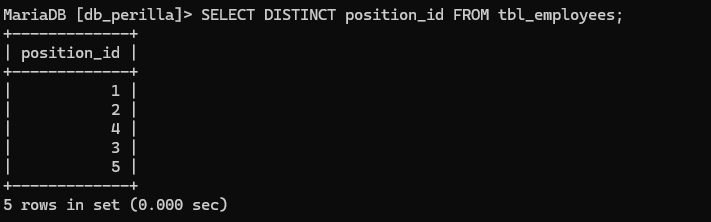 MariaDB [db_perilla]> SELECT DISTINCT position_id FROM tbl_employees;
+-------------+
| position_id |
+-------------+
|           1 |
|           2 |
|           4 |
|           3 |
|           5 |
+-------------+
5 rows in set (0.000 sec)